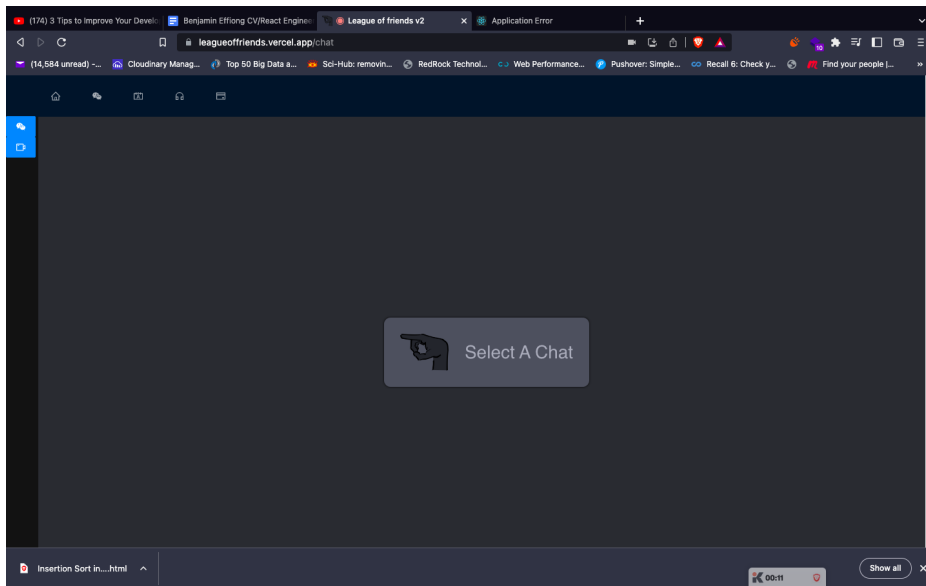 (174) 3 Tips to Improve Your Develo
Benjamin Effiong CV/React Enginee
League of friends v2
Application Error
leagueoffriends.vercel.app/chat
10
(14,584 unread) -...
Cloudinary Manag...
Top 50 Big Data a...
Sci-Hub: removin...
RedRock Technol...
Web Performance...
Pushover: Simple...
Recall 6: Check y...
Find your people |...
Select A Chat
Insertion Sort in....html
00:11
Show all